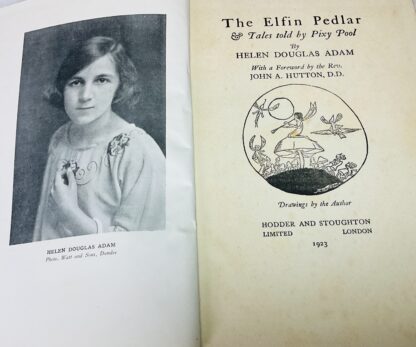 HELEN DOUGLAS ADAM
Photo, Watt and Sons, Dundee
The Elfin Pedlar
& Tales told by Pixy Pool
By
HELEN DOUGLAS ADAM
With a Foreword by the Rev.
JOHN A. HUTTON, D.D.
Drawings by the Author
HODDER AND STOUGHTON
LIMITED LONDON
1923